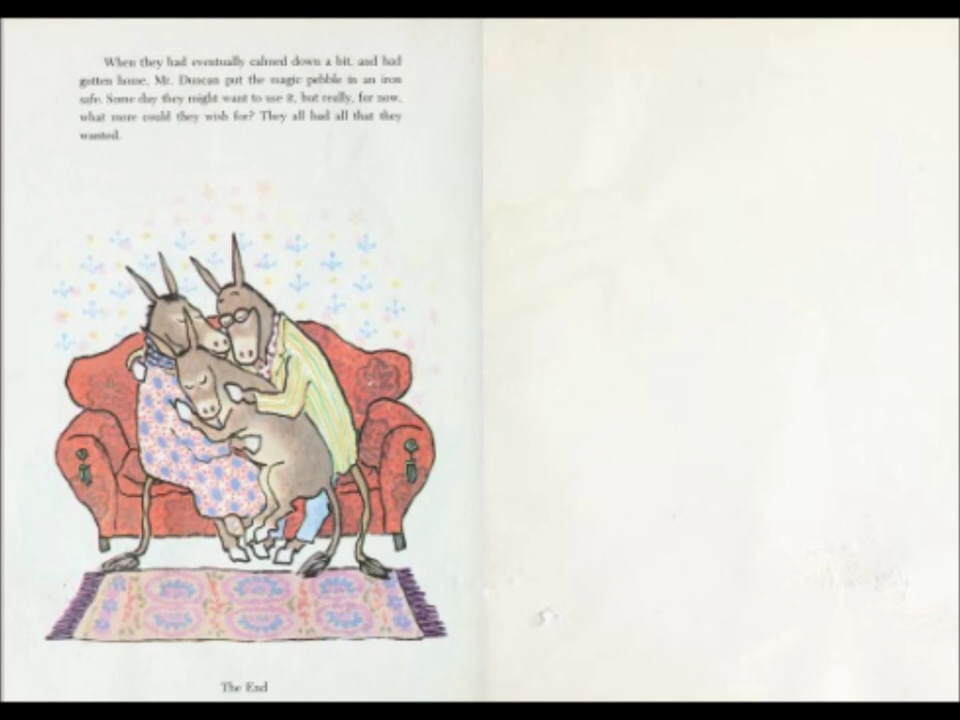 When they had eventually calmed down a bit, and had
gotten home, Mr. Duncan put the magic pebble in an iron
safe. Some day they might want to use it, but really, for now,
what more could they wish for? They all had all that they
wanted.
The End